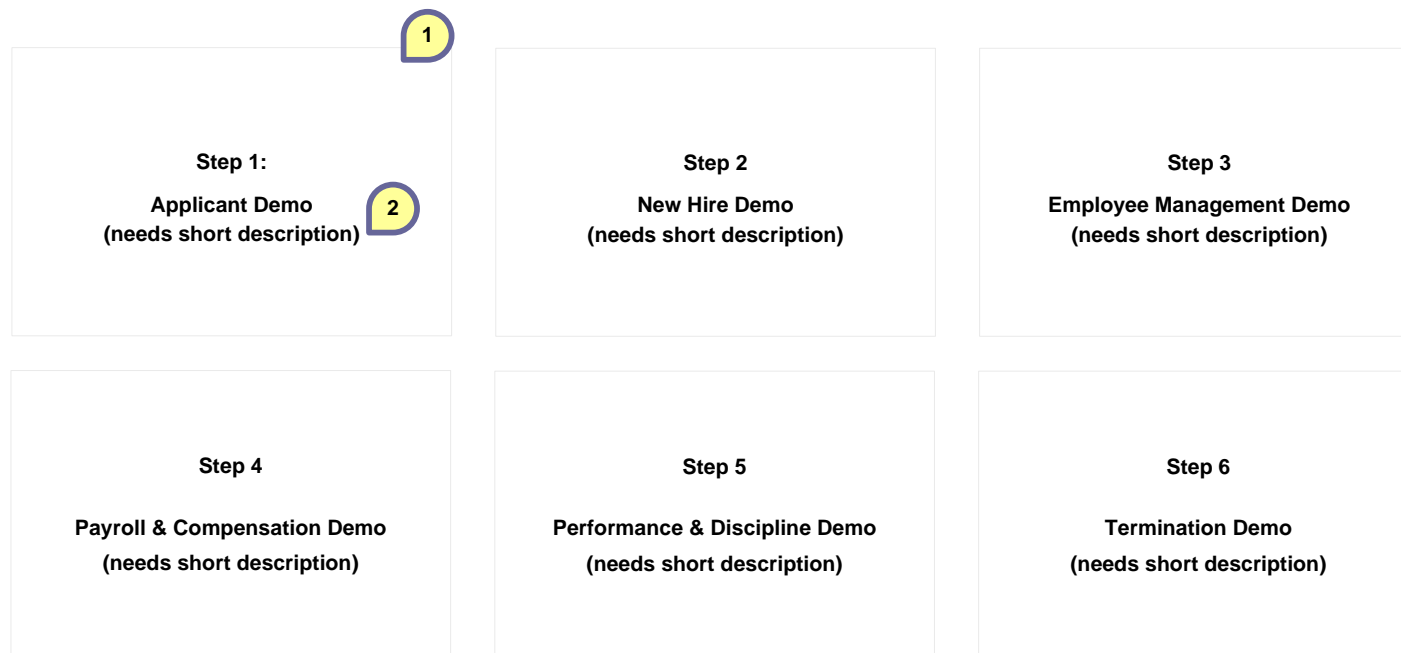 1
Step 1:
Applicant Demo
2
(needs short description)
Step 2
New Hire Demo
(needs short description)
Step 3
Employee Management Demo
(needs short description)
Step 4
Payroll & Compensation Demo
(needs short description)
Step 5
Performance & Discipline Demo
(needs short description)
Step 6
Termination Demo
(needs short description)